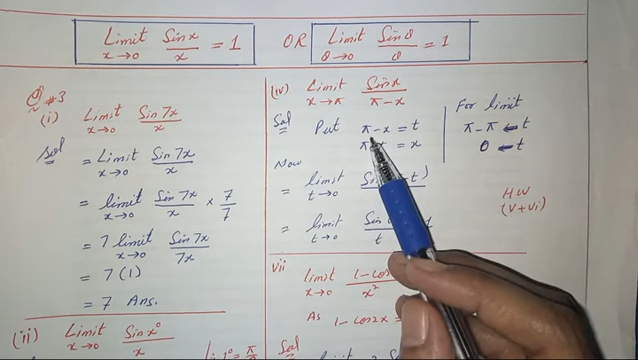 Limit x→0 Sinx/x = 1 OR Limit θ→0 Sinθ/θ = 1
Q#3
(i) Limit x→0 Sin7x/x
Sol
= Limit x→0 Sin7x/x
= limit x→0 Sin7x/x × 7/7
= 7 limit x→0 Sin7x/7x
= 7(1)
= 7 Ans.
(ii) Limit x→0 Sinx°/x
(iv) Limit x→π Sinx/π-x
Sol Put π-x = t
= x
Now
= limit t→0
= limit t→0
For limit
π-π ← t
0 ← t
H.W
(v+vi)
vii limit x→0 1-cos /x²
As 1-cos2x =
Sol